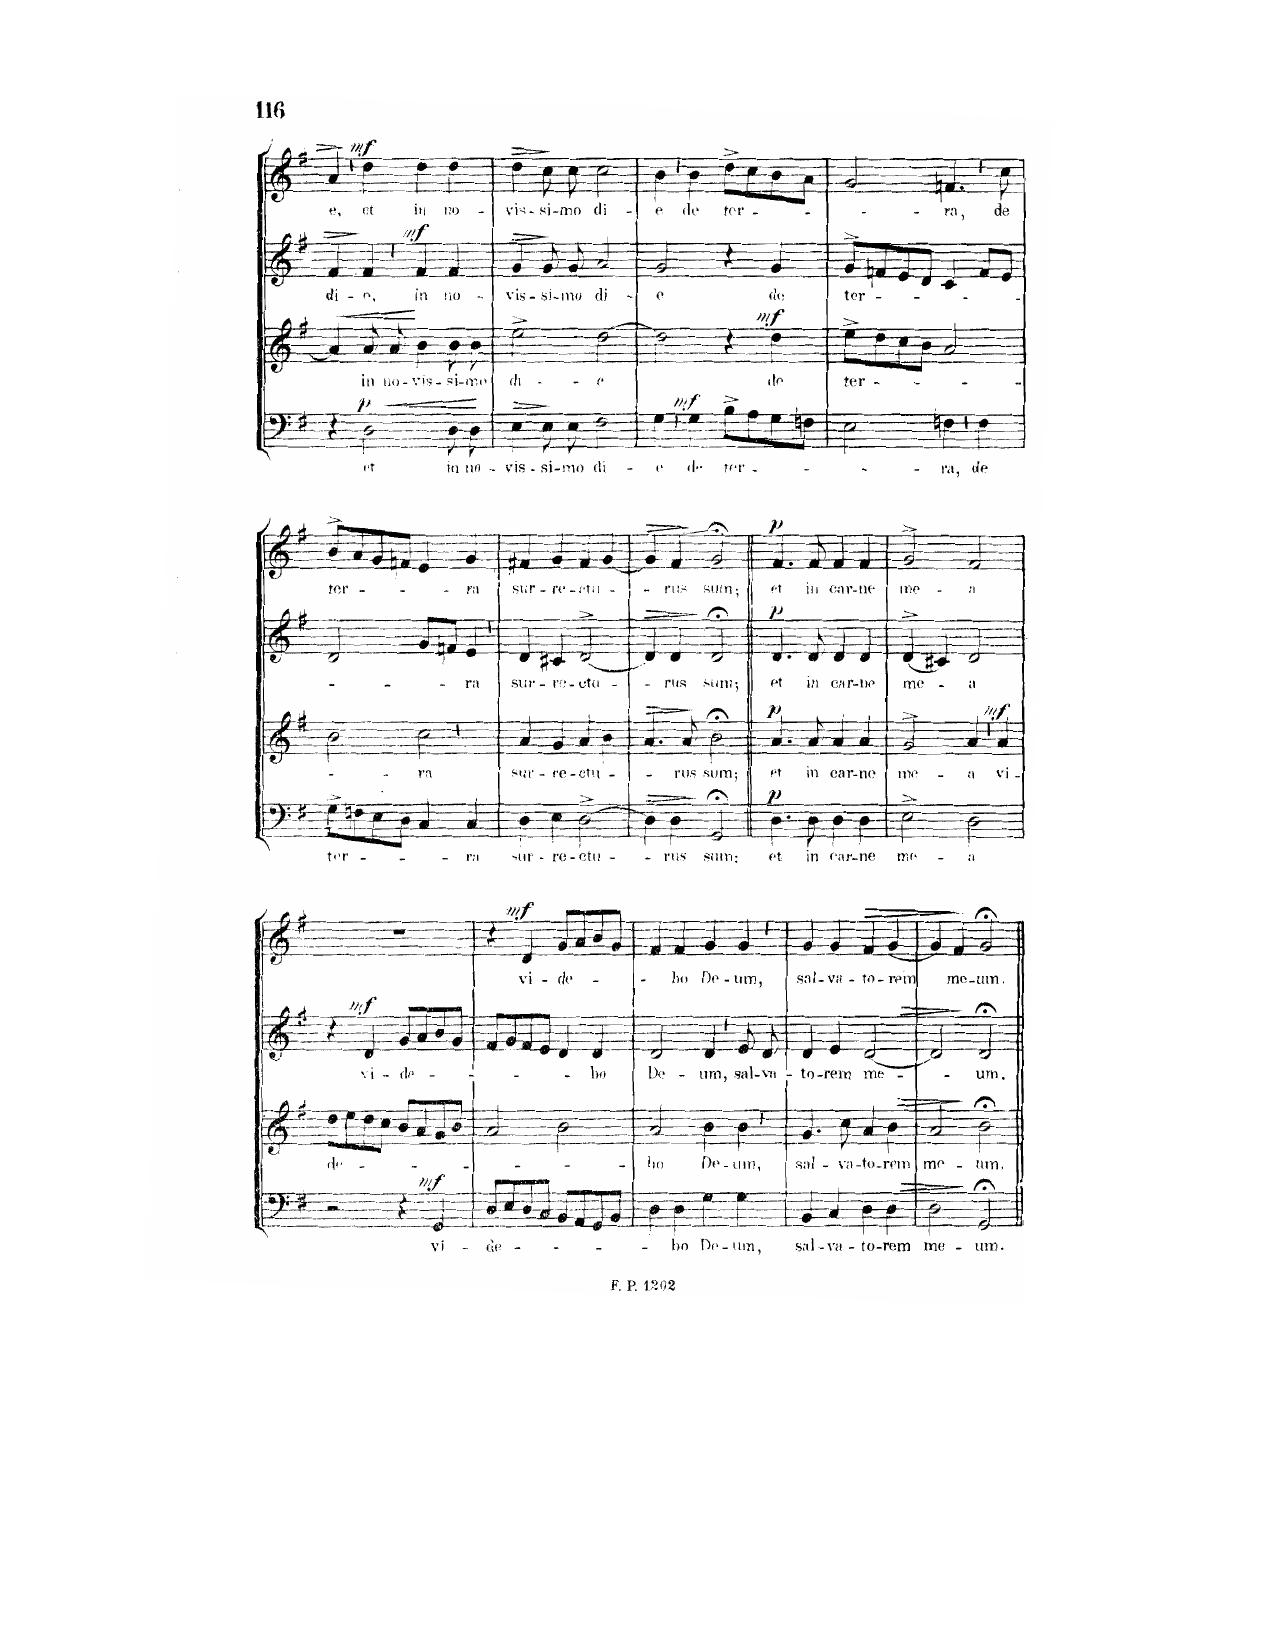 116
mf
e, et in no - vis - si-mo di - e de ter - - - - ra, de
mf
di - e, in no - vis - si-mo di - e de ter - - - -
mf
in no-vis-si-mo di - - e de ter - - - -
p mf
et in no - vis - si-mo di - e de ter - - - - ra, de
p
ter - - - ra sur - re - ctu - - rus sum; et in car-ne me - a
p
- - - ra sur - re - ctu - - rus sum; et in car-ne me - a
p mf
- - ra sur - re - ctu - - rus sum; et in car-ne me - a vi -
p
ter - - - ra sur - re - ctu - - rus sum; et in car-ne me - a
mf
vi - de - - - bo De - um, sal - va - to - rem me - um.
mf
vi - de - - - - bo De - um, sal-va - to-rem me - - um.
de - - - - - - - bo De - um, sal - va-to-rem me - um.
mf
vi - de - - - - bo De - um, sal - va - to-rem me - um.
F. P. 1202